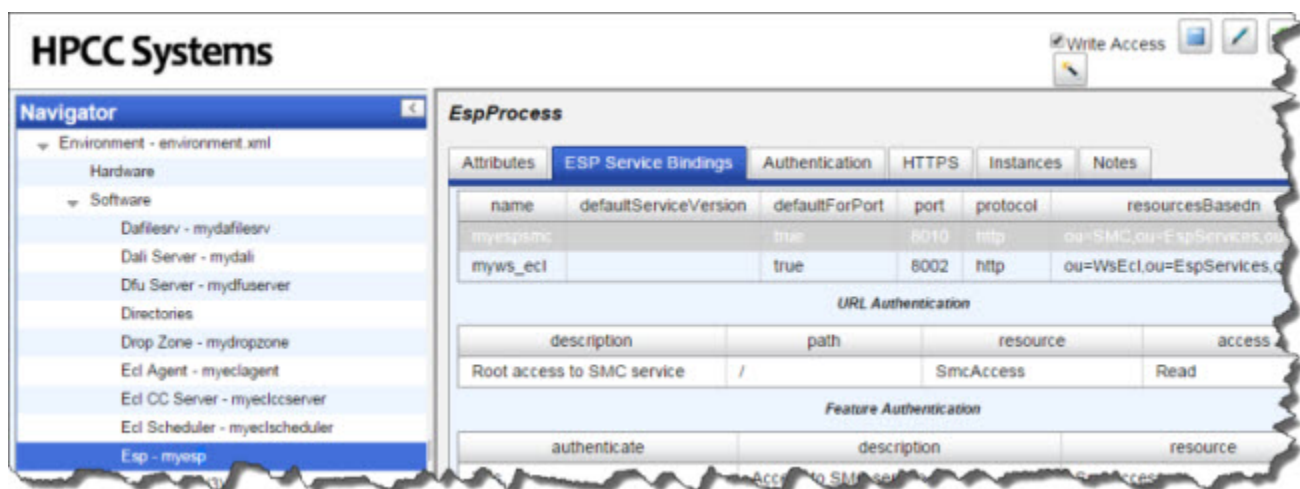 HPCC Systems
Write Access
Navigator
Environment - environment.xml
Hardware
Software
Dafilesrv - mydafilesrv
Dali Server - mydali
Dfu Server - mydfuserver
Directories
Drop Zone - mydropzone
Ecl Agent - myeclagent
Ecl CC Server - myeclccserver
Ecl Scheduler - myeclscheduler
Esp - myesp
EspProcess
Attributes ESP Service Bindings Authentication HTTPS Instances Notes
name defaultServiceVersion defaultForPort port protocol resourcesBasedn
myespsmc true 8010 http ou=SMC,ou=EspServices,ou
myws_ecl true 8002 http ou=WsEcl,ou=EspServices,o
URL Authentication
description path resource access
Root access to SMC service / SmcAccess Read
Feature Authentication
authenticate description resource
to SMC